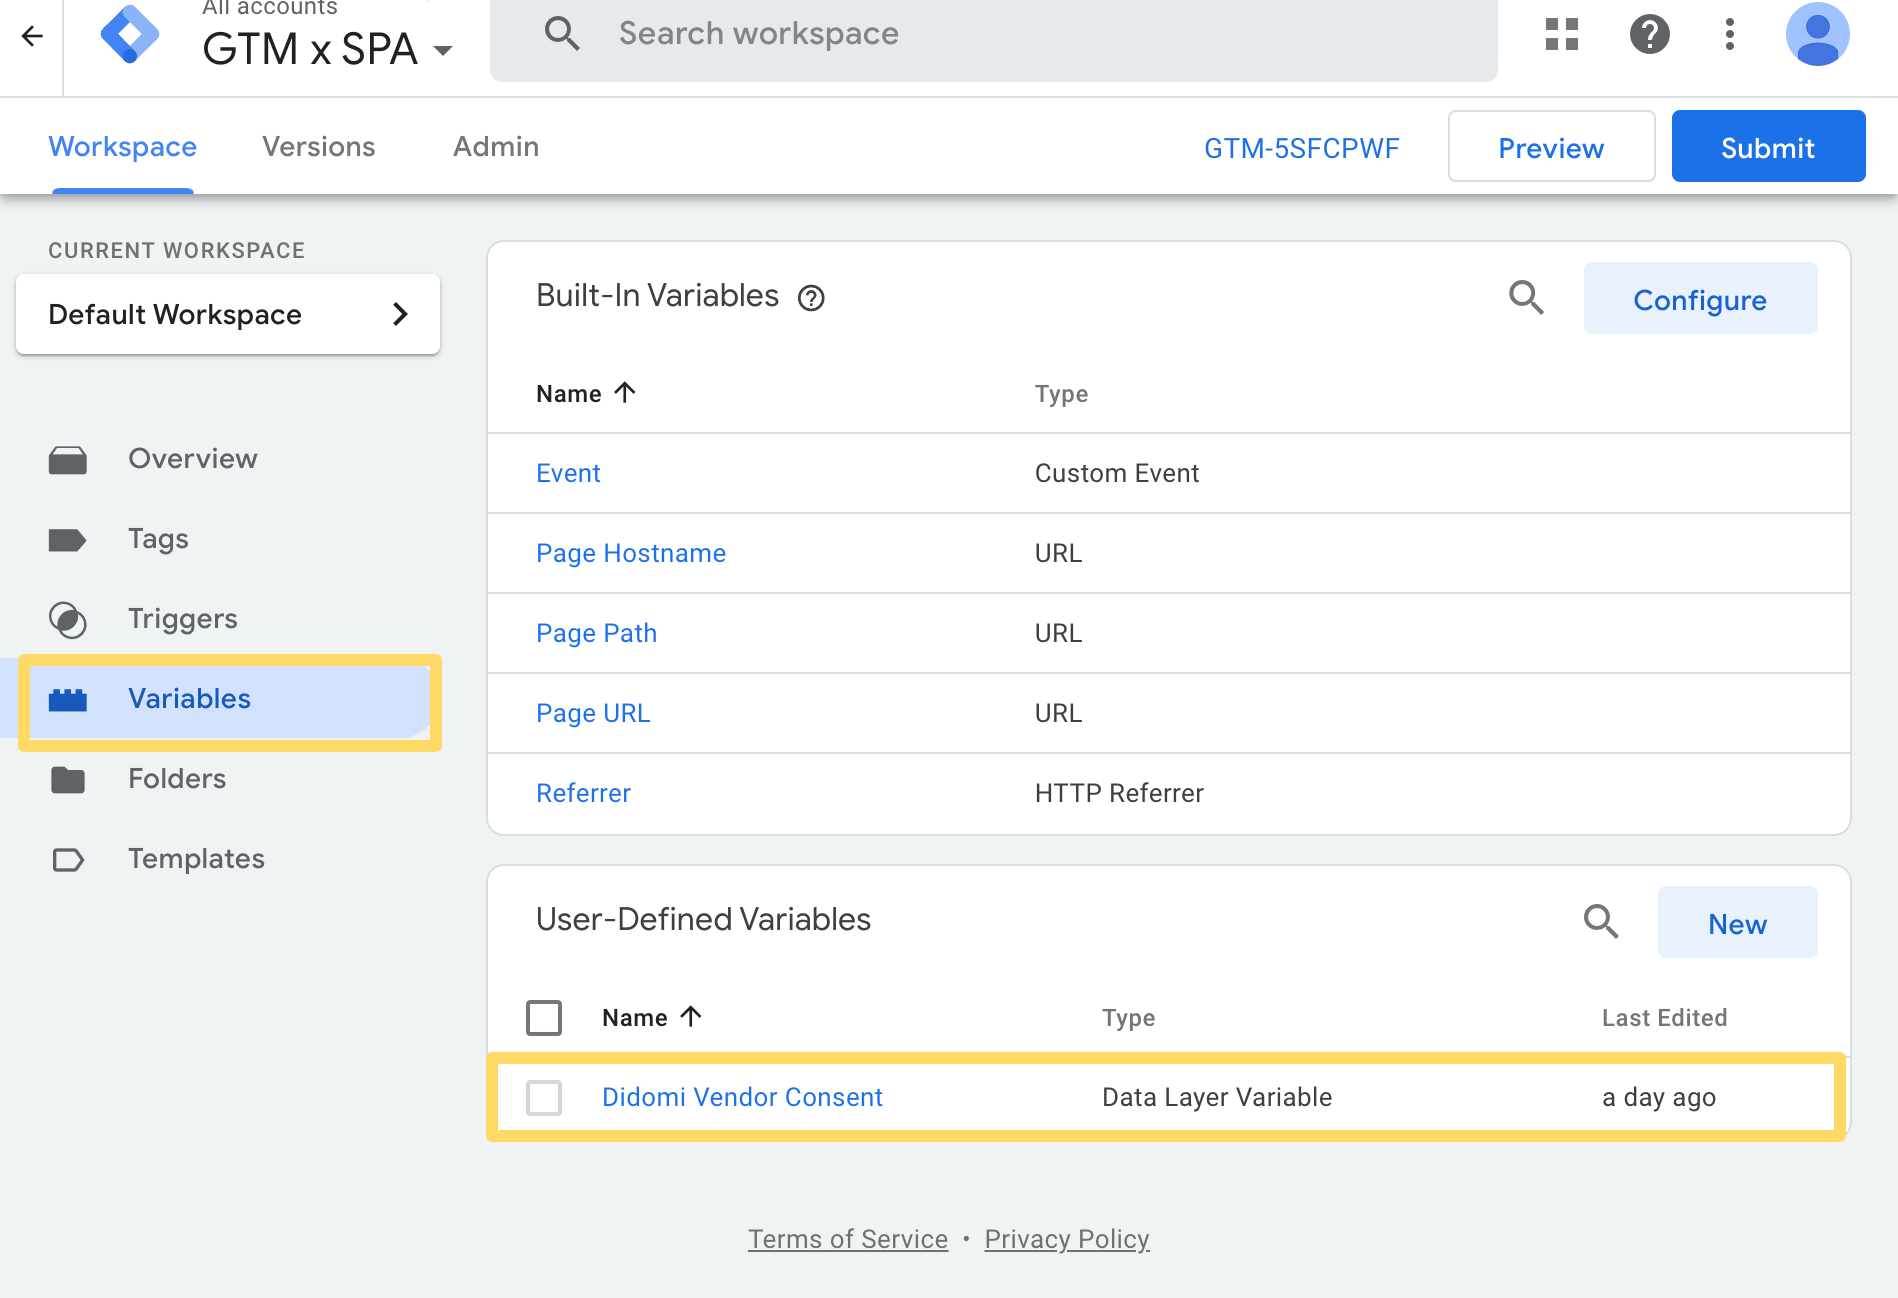 All accounts
GTM x SPA
Search workspace
Workspace
Versions
Admin
GTM-5SFCPWF
Preview
Submit
CURRENT WORKSPACE
Default Workspace
Overview
Tags
Triggers
Variables
Folders
Templates
Built-In Variables
Configure
Name Type
Event Custom Event
Page Hostname URL
Page Path URL
Page URL URL
Referrer HTTP Referrer
User-Defined Variables
New
Name Type Last Edited
Didomi Vendor Consent Data Layer Variable a day ago
Terms of Service • Privacy Policy